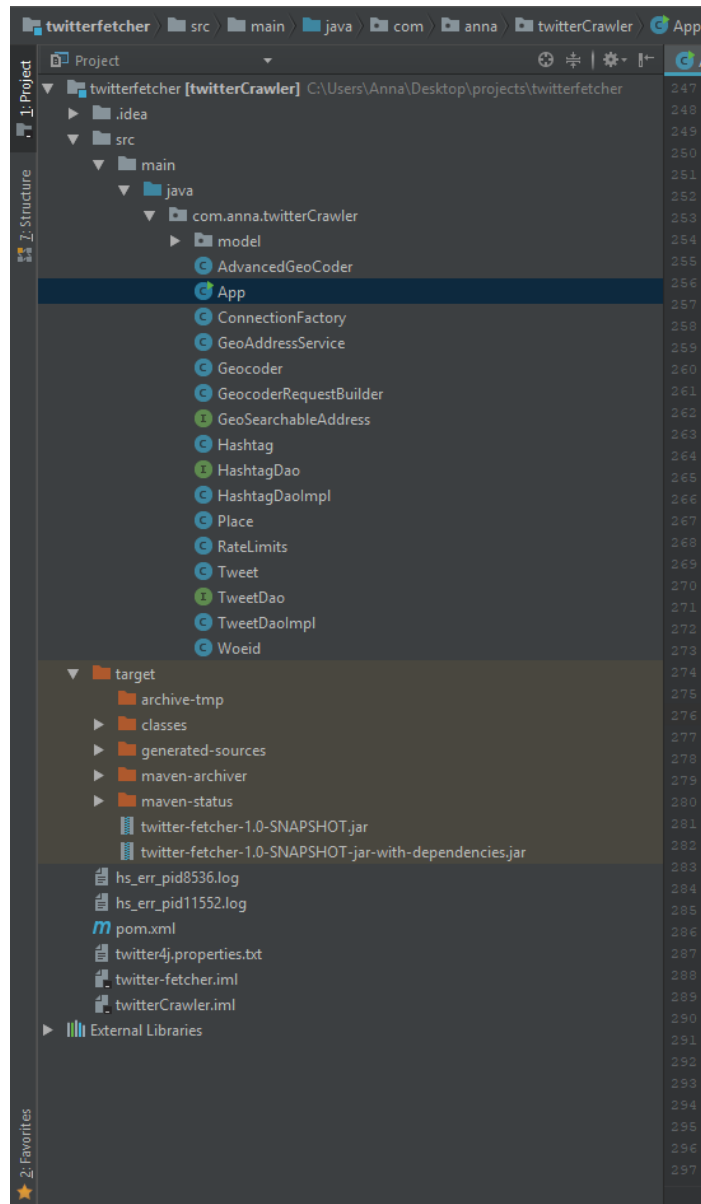 twitterfetcher src main java com anna twitterCrawler App
1: Project
Project
twitterfetcher [twitterCrawler] C:\Users\Anna\Desktop\projects\twitterfetcher
.idea
src
main
java
com.anna.twitterCrawler
model
AdvancedGeoCoder
App
ConnectionFactory
GeoAddressService
Geocoder
GeocoderRequestBuilder
GeoSearchableAddress
Hashtag
HashtagDao
HashtagDaoImpl
Place
RateLimits
Tweet
TweetDao
TweetDaoImpl
Woeid
target
archive-tmp
classes
generated-sources
maven-archiver
maven-status
twitter-fetcher-1.0-SNAPSHOT.jar
twitter-fetcher-1.0-SNAPSHOT-jar-with-dependencies.jar
hs_err_pid8536.log
hs_err_pid11552.log
pom.xml
twitter4j.properties.txt
twitter-fetcher.iml
twitterCrawler.iml
External Libraries
7: Structure
2: Favorites
247
248
249
250
251
252
253
254
255
256
257
258
259
260
261
262
263
264
265
266
267
268
269
270
271
272
273
274
275
276
277
278
279
280
281
282
283
284
285
286
287
288
289
290
291
292
293
294
295
296
297